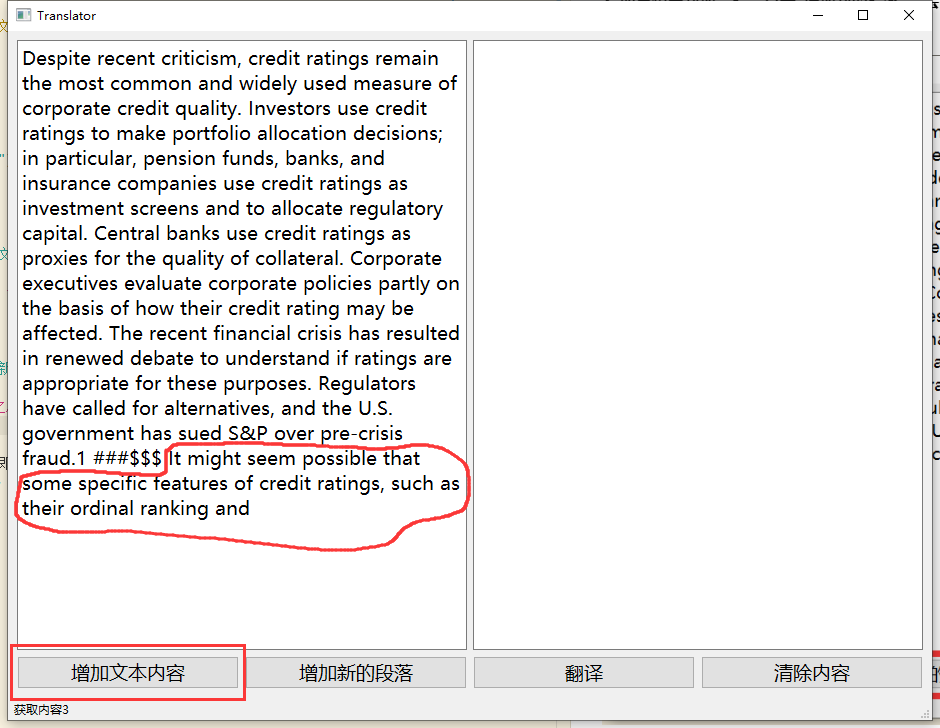 Translator
Despite recent criticism, credit ratings remain
the most common and widely used measure of
corporate credit quality. Investors use credit
ratings to make portfolio allocation decisions;
in particular, pension funds, banks, and
insurance companies use credit ratings as
investment screens and to allocate regulatory
capital. Central banks use credit ratings as
proxies for the quality of collateral. Corporate
executives evaluate corporate policies partly on
the basis of how their credit rating may be
affected. The recent financial crisis has resulted
in renewed debate to understand if ratings are
appropriate for these purposes. Regulators
have called for alternatives, and the U.S.
government has sued S&P over pre-crisis
fraud.1 ###$$$ It might seem possible that
some specific features of credit ratings, such as
their ordinal ranking and
增加文本内容
增加新的段落
翻译
清除内容
获取内容3